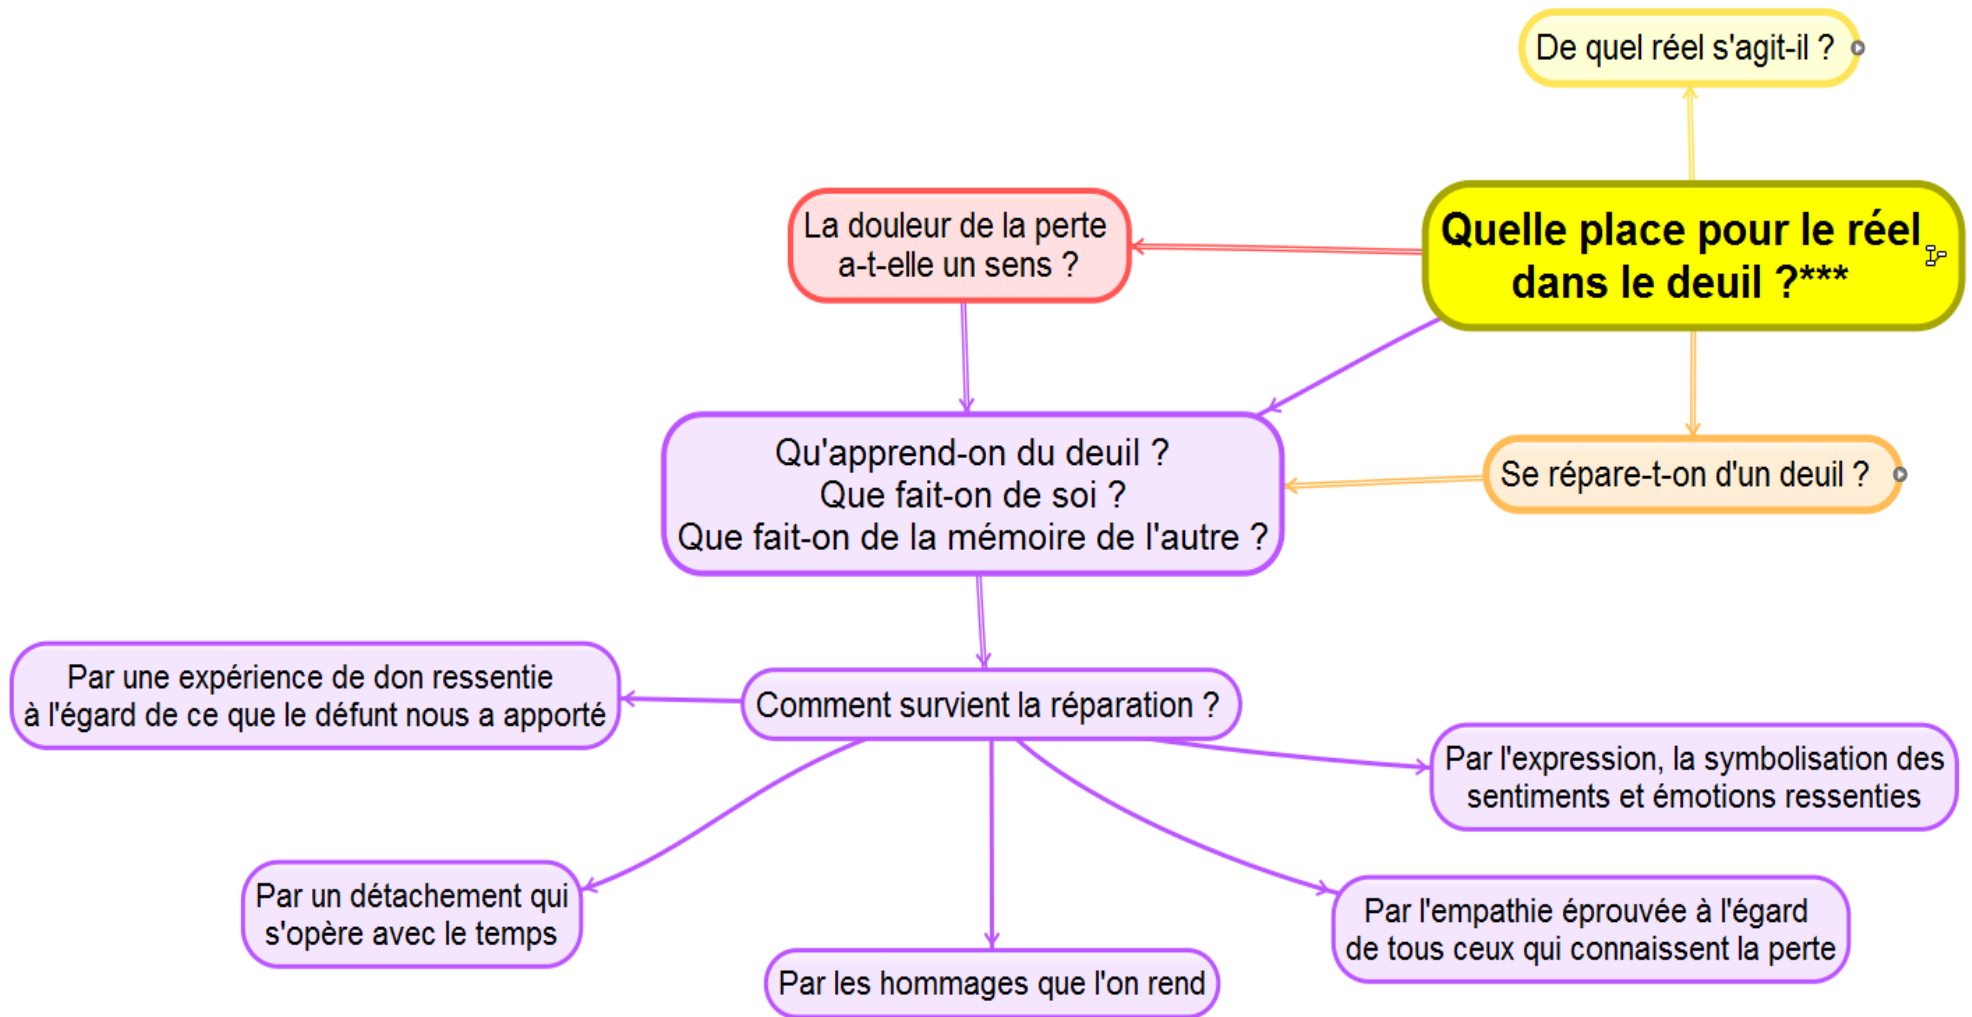 De quel réel s'agit-il ?
Quelle place pour le réel
dans le deuil ?***
La douleur de la perte
a-t-elle un sens ?
Qu'apprend-on du deuil ?
Que fait-on de soi ?
Que fait-on de la mémoire de l'autre ?
Se répare-t-on d'un deuil ?
Comment survient la réparation ?
Par une expérience de don ressentie
à l'égard de ce que le défunt nous a apporté
Par un détachement qui
s'opère avec le temps
Par les hommages que l'on rend
Par l'empathie éprouvée à l'égard
de tous ceux qui connaissent la perte
Par l'expression, la symbolisation des
sentiments et émotions ressenties